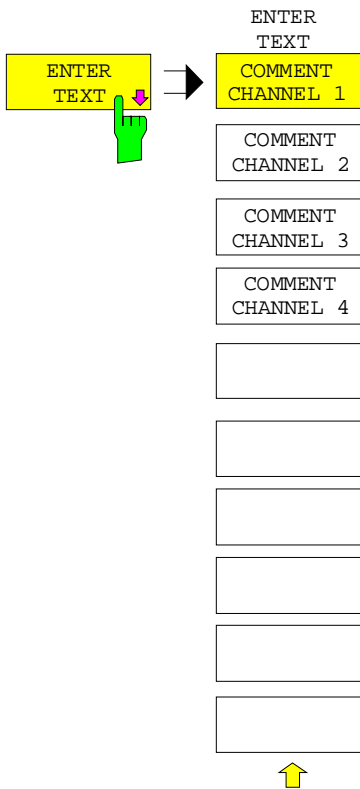 ENTER
TEXT
ENTER
TEXT
COMMENT
CHANNEL 1
COMMENT
CHANNEL 2
COMMENT
CHANNEL 3
COMMENT
CHANNEL 4